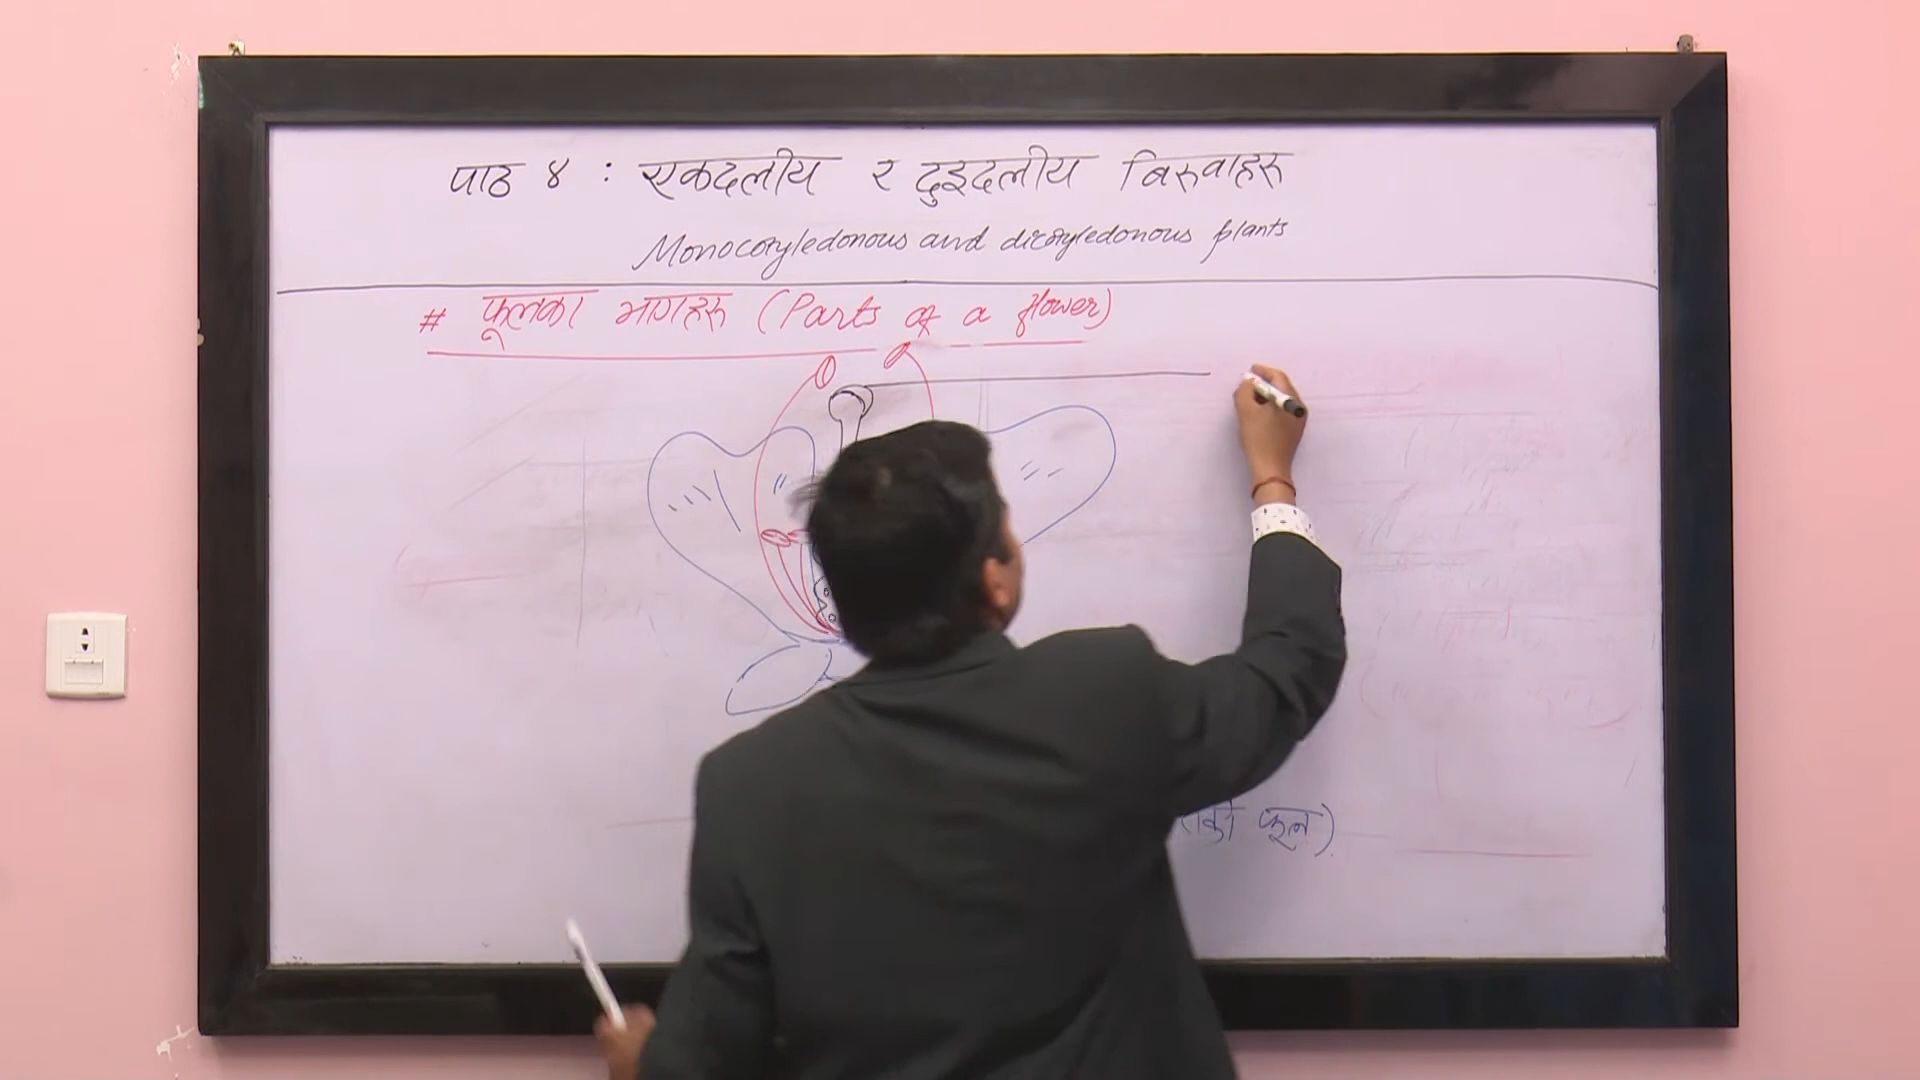 पाठ ४ : एकदलीय र दुइदलीय बिरुवाहरु
Monocotyledonous and dicotyledonous plants
# फूलका भागहरु (Parts of a flower)
फूल)